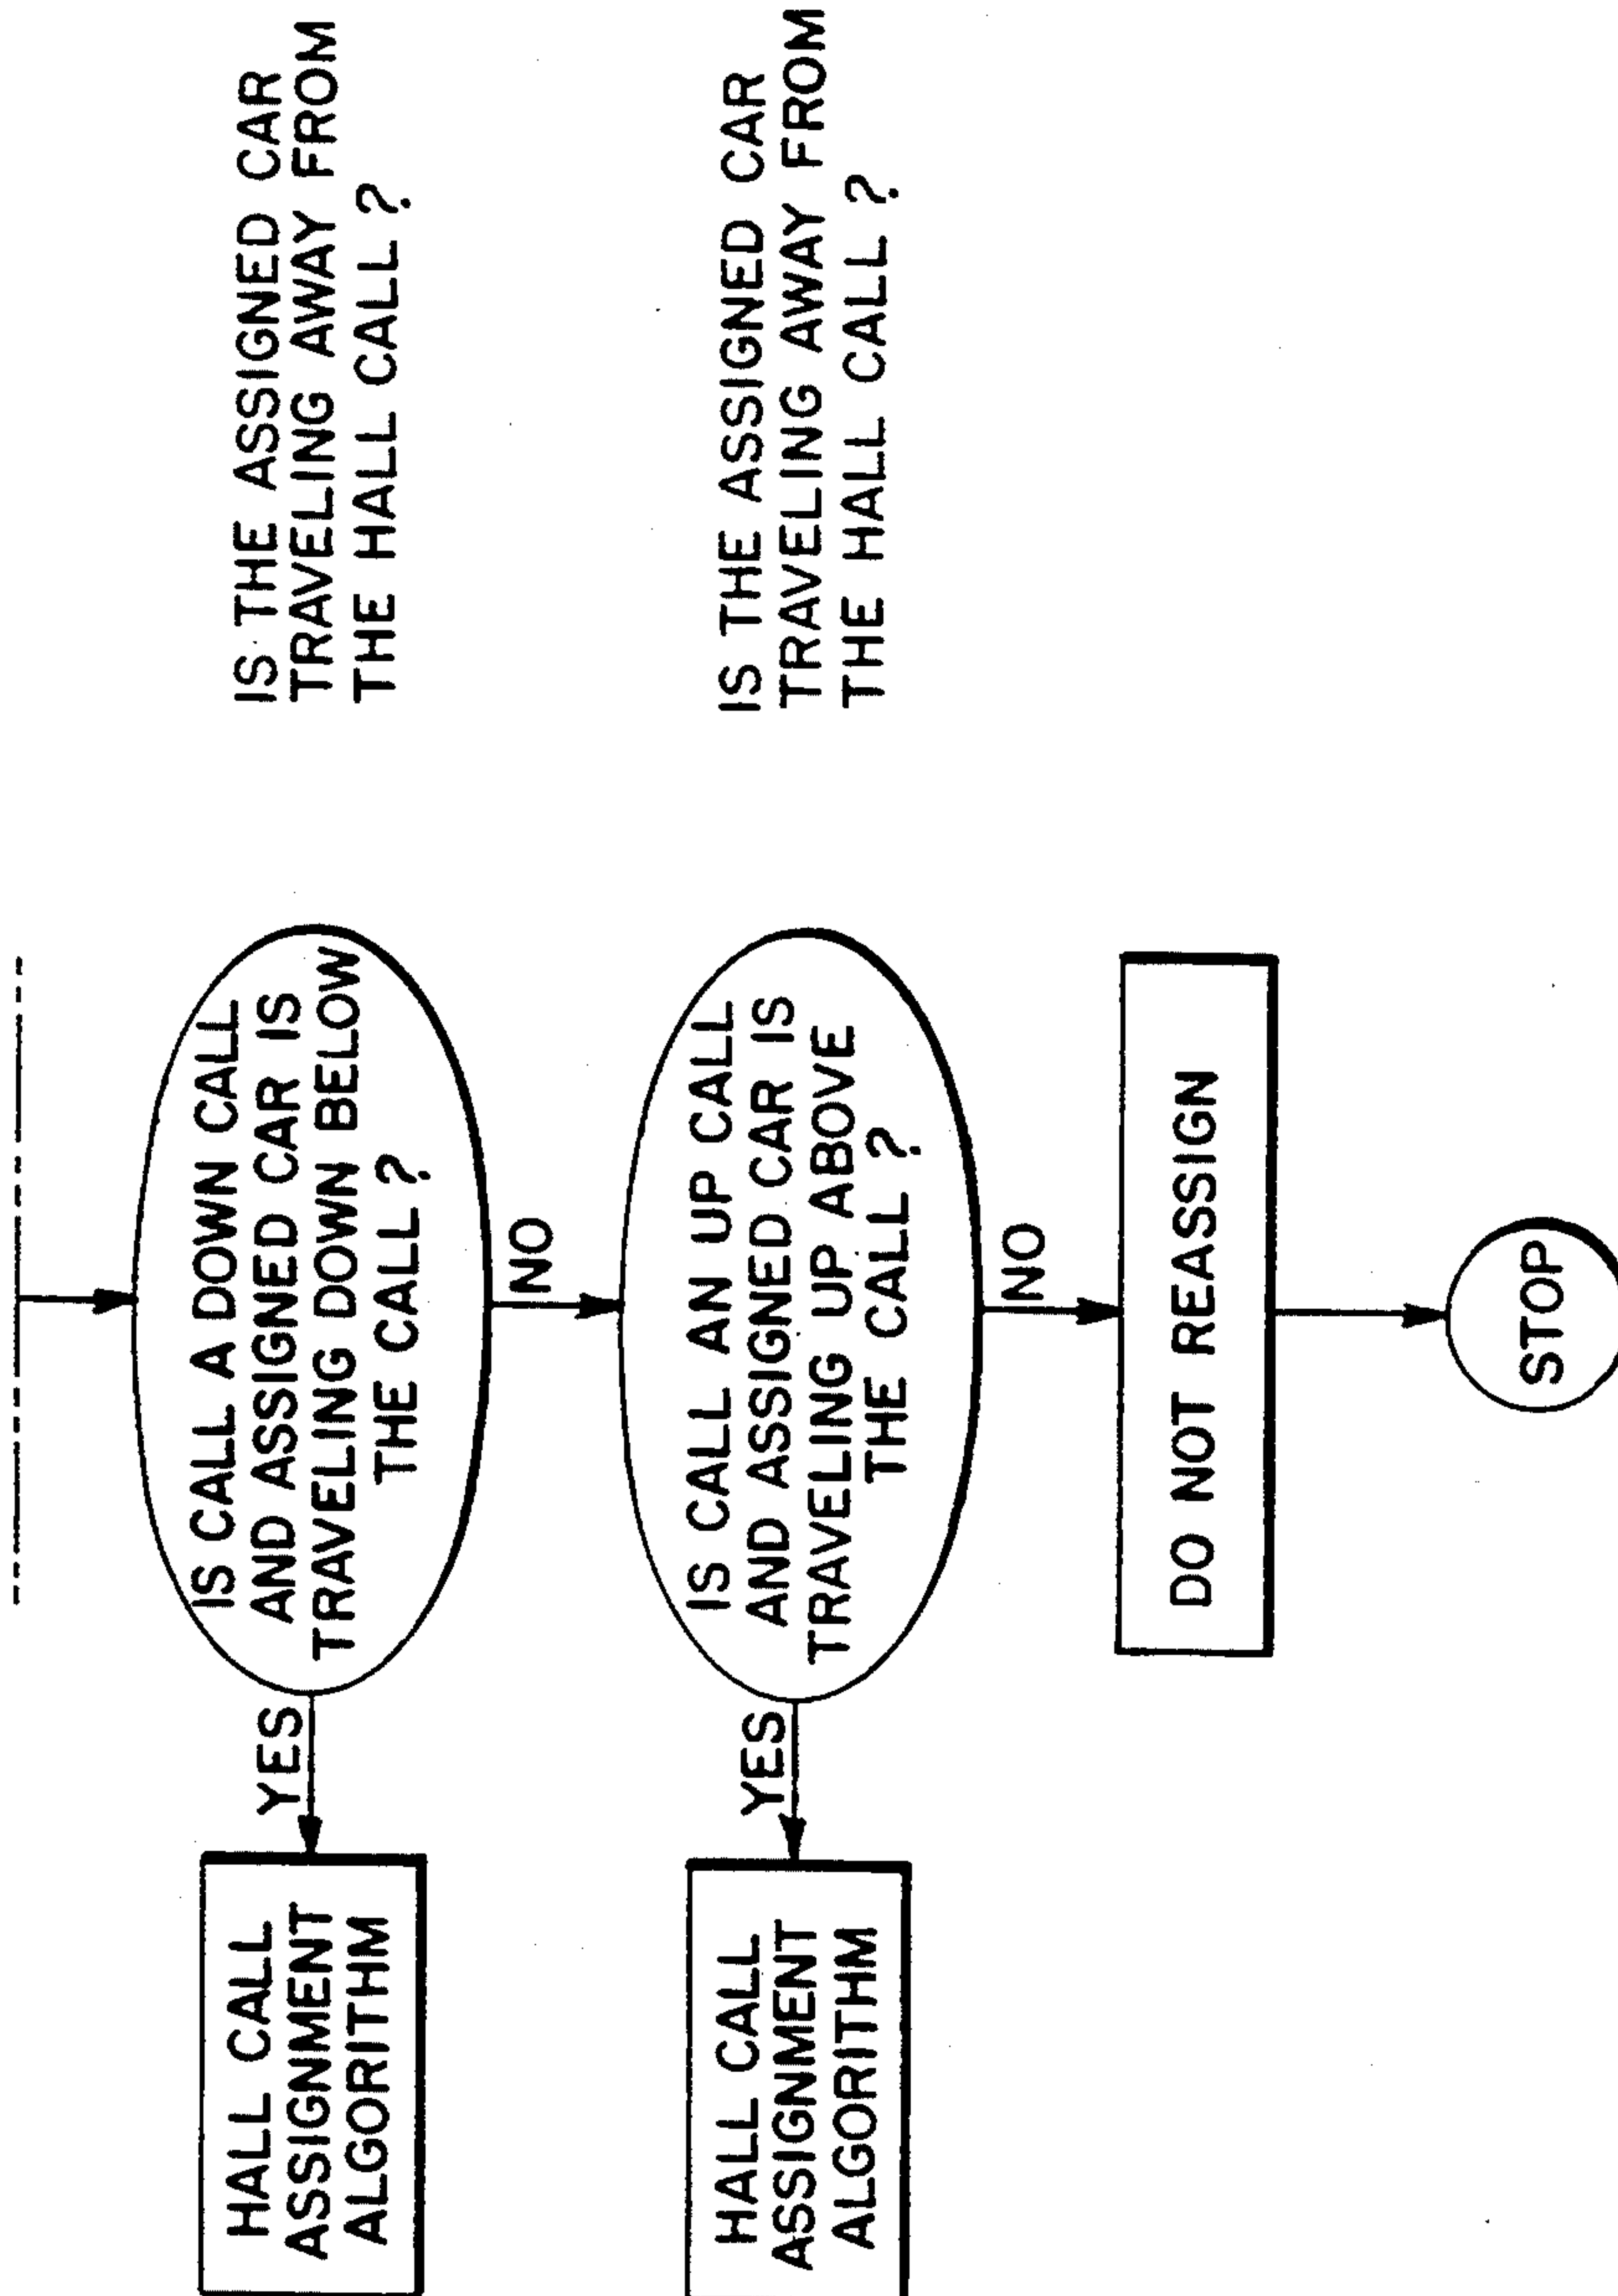 IS CALL A DOWN CALL
AND ASSIGNED CAR IS
TRAVELING DOWN BELOW
THE CALL ?
YES
HALL CALL
ASSIGNMENT
ALGORITHM
IS THE ASSIGNED CAR
TRAVELING AWAY FROM
THE HALL CALL ?
NO
IS CALL AN UP CALL
AND ASSIGNED CAR IS
TRAVELING UP ABOVE
THE CALL ?
YES
HALL CALL
ASSIGNMENT
ALGORITHM
IS THE ASSIGNED CAR
TRAVELING AWAY FROM
THE HALL CALL ?
NO
DO NOT REASSIGN
STOP